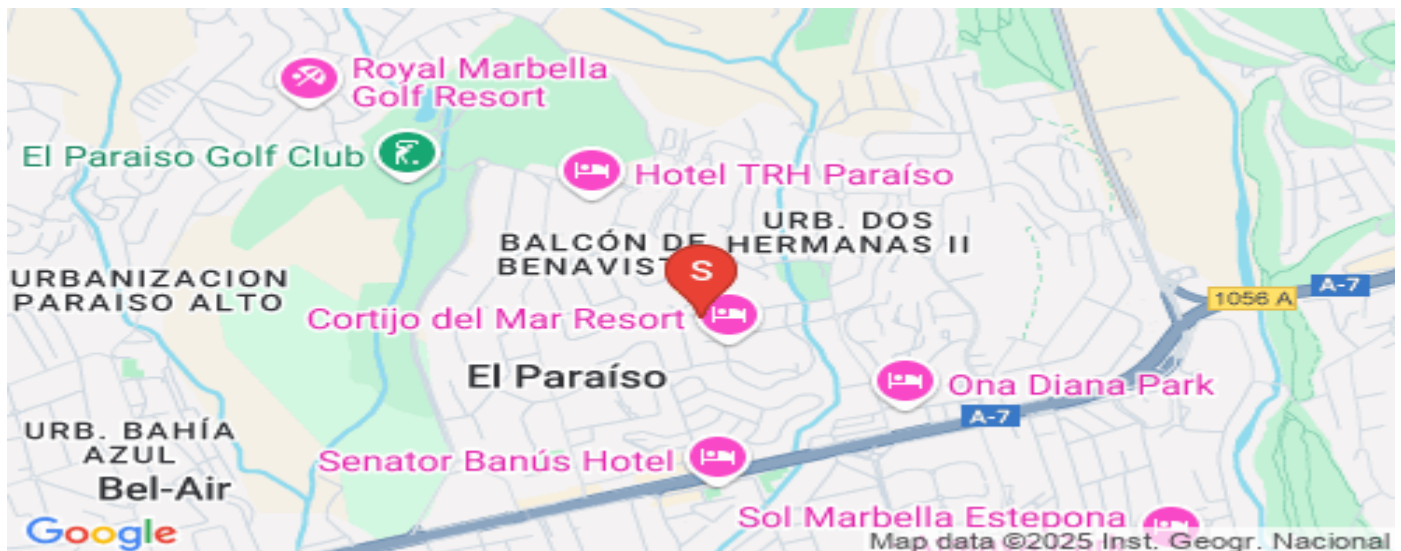 Royal Marbella
Golf Resort
El Paraiso Golf Club
Hotel TRH Paraíso
URB. DOS
HERMANAS II
BALCÓN DE
BENAVIST
S
URBANIZACION
PARAISO ALTO
1056 A
A-7
Cortijo del Mar Resort
El Paraíso
Ona Diana Park
A-7
URB. BAHÍA
AZUL
Senator Banús Hotel
Bel-Air
Sol Marbella Estepona
Google
Map data ©2025 Inst. Geogr. Nacional